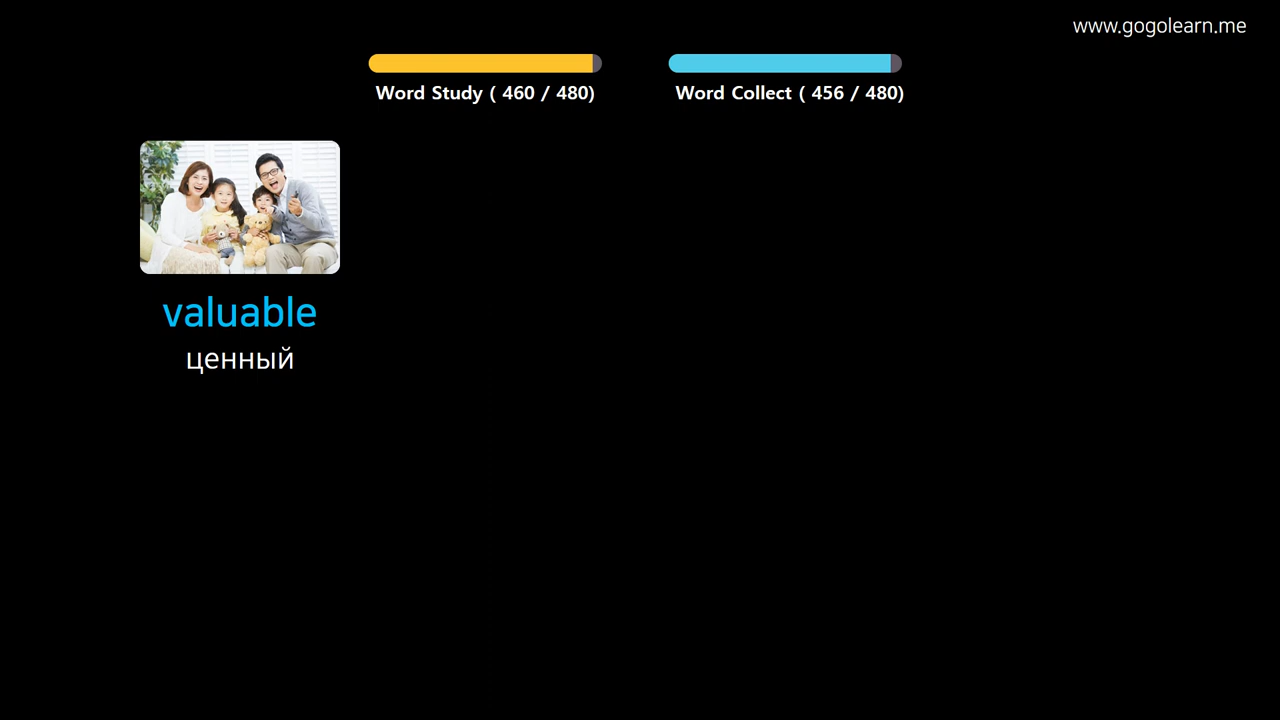 www.gogolearn.me
Word Study ( 460 / 480)
Word Collect ( 456 / 480)
valuable
ценный